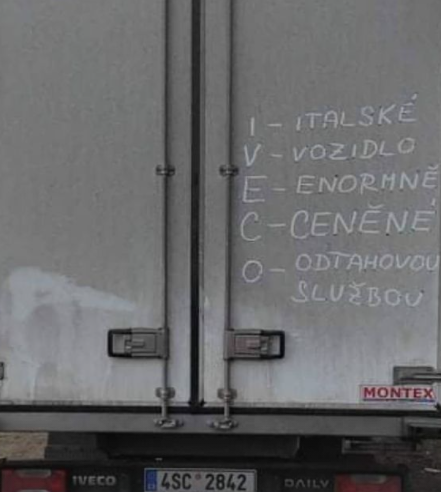 I - ITALSKÉ
V - VOZIDLO
E - ENORMNĚ
C - CENĚNÉ
O - ODTAHOVOU
SLUŽBOU
MONTEX
IVECO
4SC 2842
DAILY